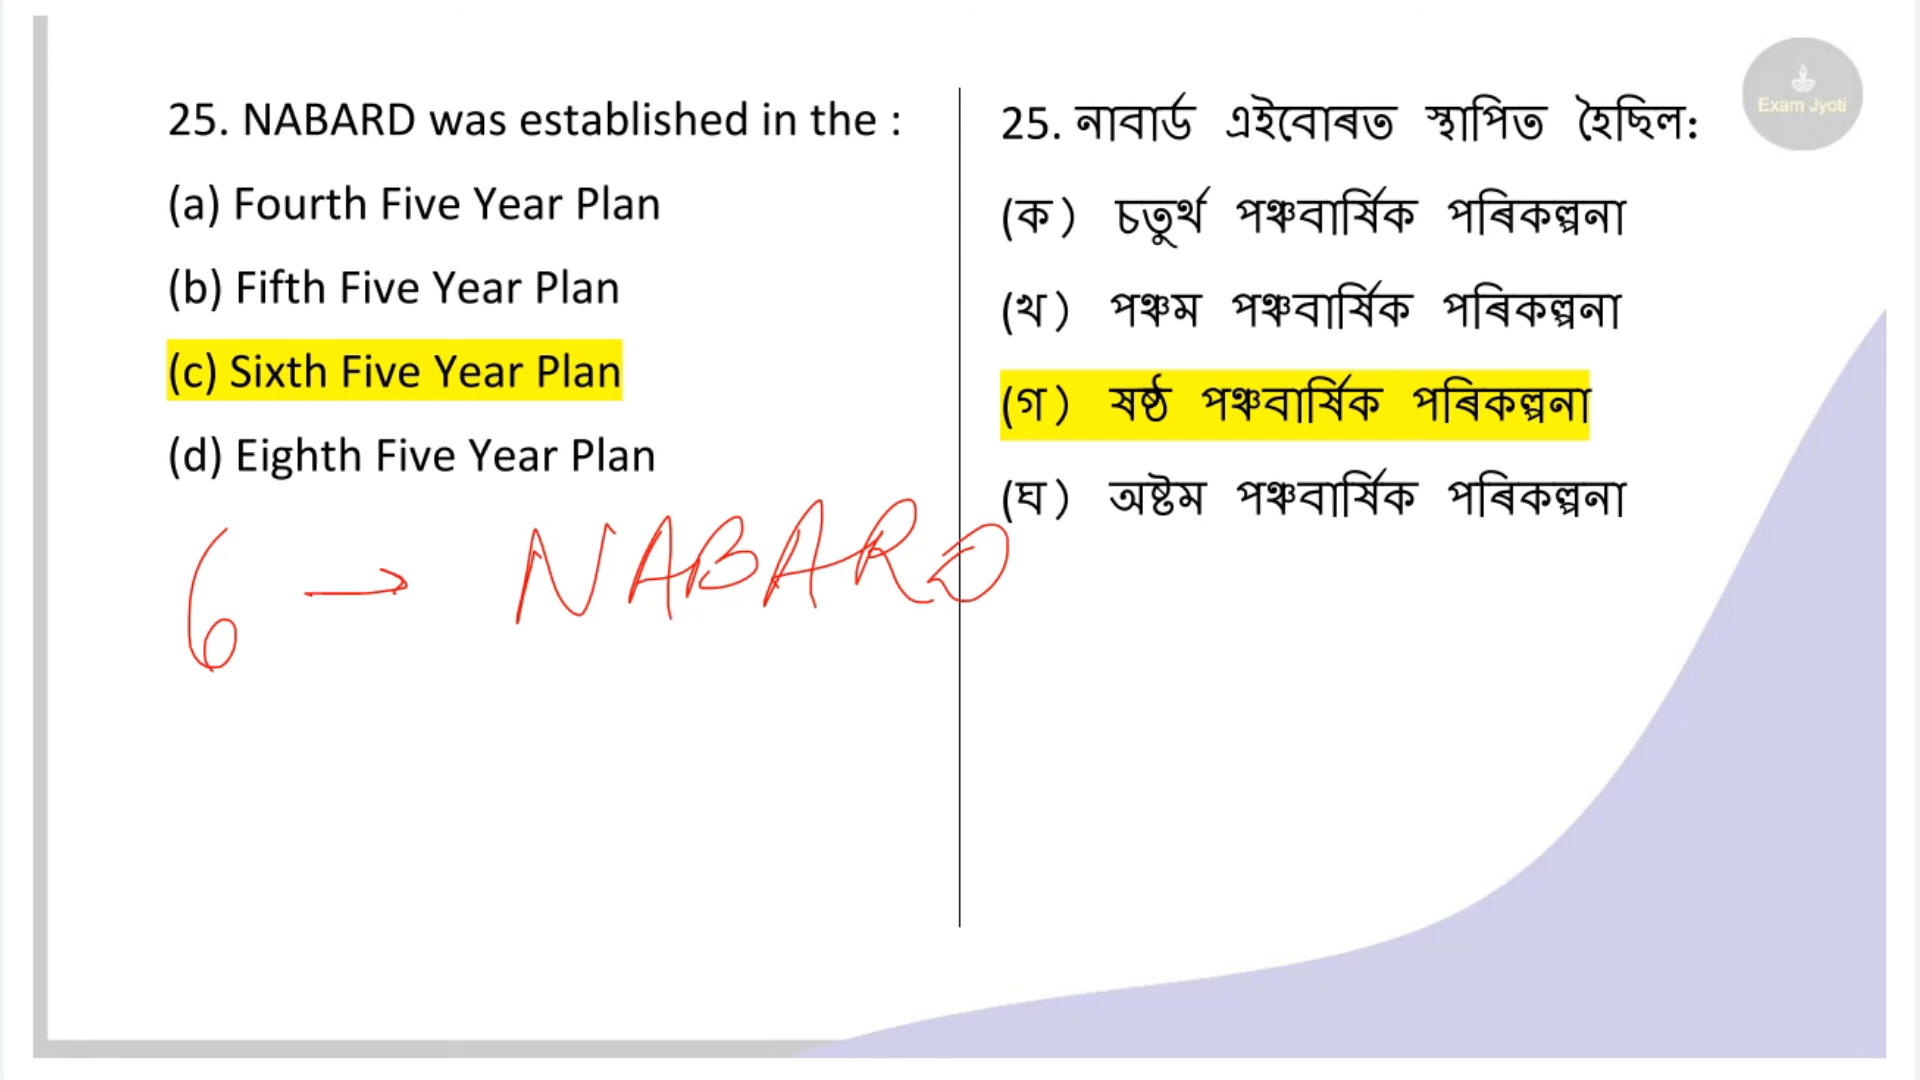 25. NABARD was established in the :
(a) Fourth Five Year Plan
(b) Fifth Five Year Plan
(c) Sixth Five Year Plan
(d) Eighth Five Year Plan
6 → NABARD
25. নাবাৰ্ড এইবোৰত স্থাপিত হৈছিল:
(ক) চতুৰ্থ পঞ্চবাৰ্ষিক পৰিকল্পনা
(খ) পঞ্চম পঞ্চবাৰ্ষিক পৰিকল্পনা
(গ) ষষ্ঠ পঞ্চবাৰ্ষিক পৰিকল্পনা
(ঘ) অষ্টম পঞ্চবাৰ্ষিক পৰিকল্পনা
Exam Jyoti